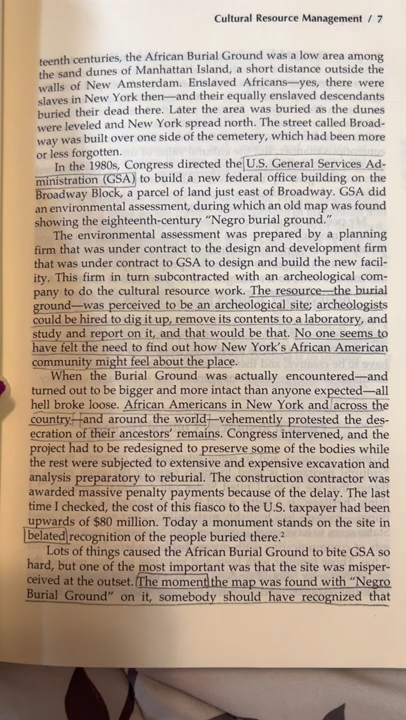 Cultural Resource Management / 7
teenth centuries, the African Burial Ground was a low area among
the sand dunes of Manhattan Island, a short distance outside the
walls of New Amsterdam. Enslaved Africans—yes, there were
slaves in New York then—and their equally enslaved descendants
buried their dead there. Later the area was buried as the dunes
were leveled and New York spread north. The street called Broad-
way was built over one side of the cemetery, which had been more
or less forgotten.
In the 1980s, Congress directed the U.S. General Services Ad-
ministration (GSA) to build a new federal office building on the
Broadway Block, a parcel of land just east of Broadway. GSA did
an environmental assessment, during which an old map was found
showing the eighteenth-century “Negro burial ground.”
The environmental assessment was prepared by a planning
firm that was under contract to the design and development firm
that was under contract to GSA to design and build the new facil-
ity. This firm in turn subcontracted with an archeological com-
pany to do the cultural resource work. The resource—the burial
ground—was perceived to be an archeological site; archeologists
could be hired to dig it up, remove its contents to a laboratory, and
study and report on it, and that would be that. No one seems to
have felt the need to find out how New York's African American
community might feel about the place.
When the Burial Ground was actually encountered—and
turned out to be bigger and more intact than anyone expected—all
hell broke loose. African Americans in New York and across the
country—and around the world—vehemently protested the des-
ecration of their ancestors' remains. Congress intervened, and the
project had to be redesigned to preserve some of the bodies while
the rest were subjected to extensive and expensive excavation and
analysis preparatory to reburial. The construction contractor was
awarded massive penalty payments because of the delay. The last
time I checked, the cost of this fiasco to the U.S. taxpayer had been
upwards of $80 million. Today a monument stands on the site in
belated recognition of the people buried there.2
Lots of things caused the African Burial Ground to bite GSA so
hard, but one of the most important was that the site was misper-
ceived at the outset. The moment the map was found with “Negro
Burial Ground” on it, somebody should have recognized that